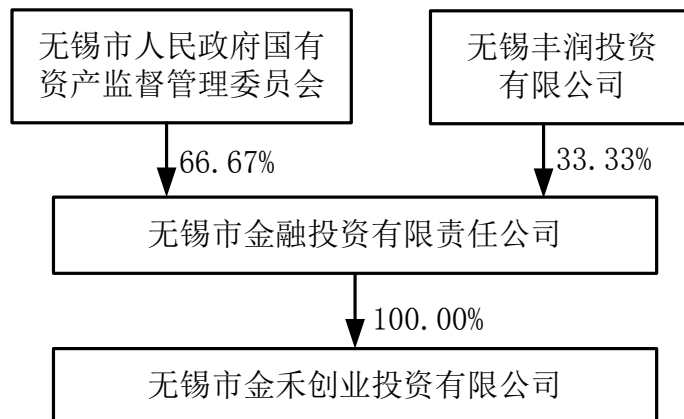 无锡市人民政府国有
资产监督管理委员会
无锡丰润投资
有限公司
66.67%
33.33%
无锡市金融投资有限责任公司
100.00%
无锡市金禾创业投资有限公司